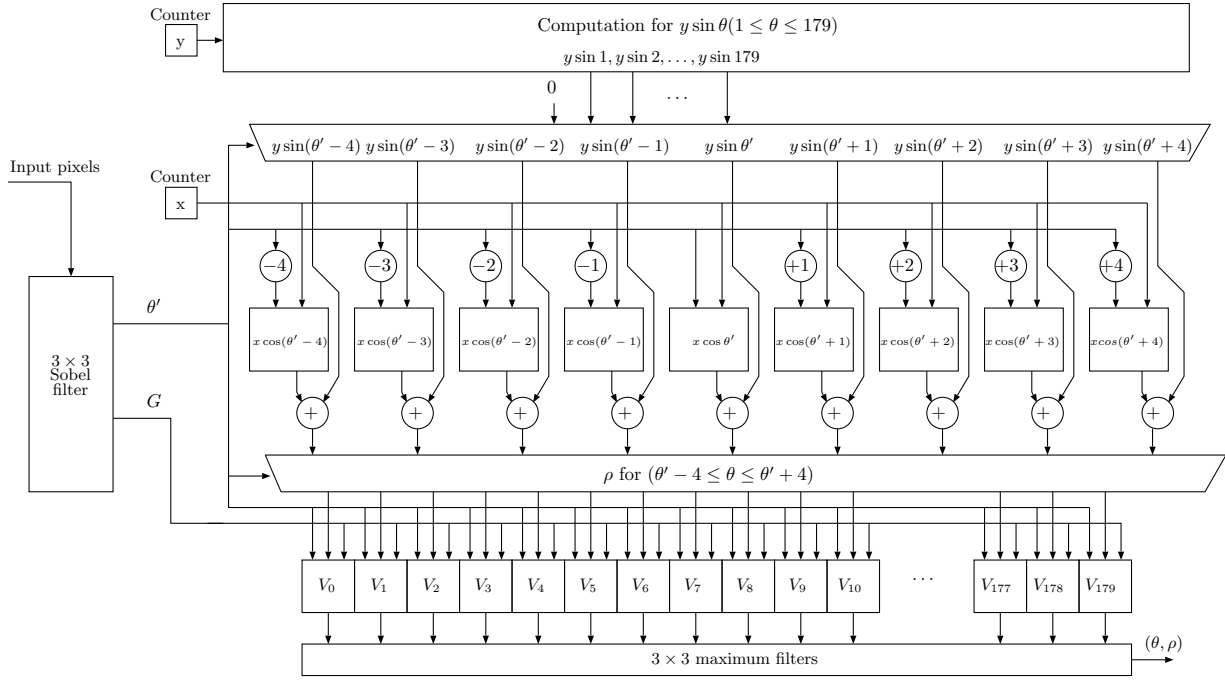 Counter
y
Computation for y sin θ(1 ≤ θ ≤ 179)
y sin 1, y sin 2, . . . , y sin 179
0
· · ·
y sin(θ′ − 4) y sin(θ′ − 3) y sin(θ′ − 2) y sin(θ′ − 1) y sin θ′ y sin(θ′ + 1) y sin(θ′ + 2) y sin(θ′ + 3) y sin(θ′ + 4)
Input pixels
Counter
x
−4 −3 −2 −1 +1 +2 +3 +4
θ′
x cos(θ′ − 4) x cos(θ′ − 3) x cos(θ′ − 2) x cos(θ′ − 1) x cos θ′ x cos(θ′ + 1) x cos(θ′ + 2) x cos(θ′ + 3) x cos(θ′ + 4)
3 × 3
Sobel
filter
G
+ + + + + + + + +
ρ for (θ′ − 4 ≤ θ ≤ θ′ + 4)
V0 V1 V2 V3 V4 V5 V6 V7 V8 V9 V10 · · · V177 V178 V179
3 × 3 maximum filters
(θ, ρ)